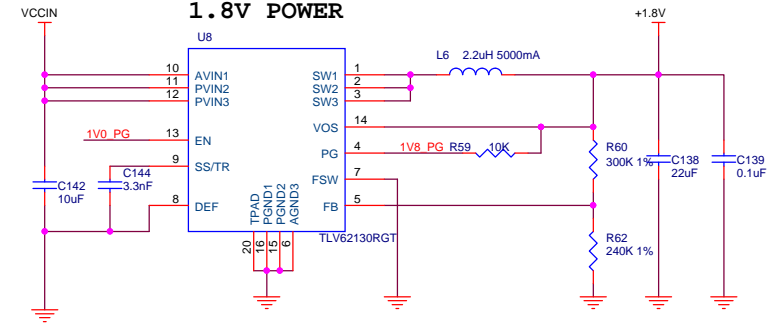 1.8V POWER
VCCIN
+1.8V
U8
L6 2.2uH 5000mA
10 AVIN1 SW1 1
11 PVIN2 SW2 2
12 PVIN3 SW3 3
VOS 14
1V0_PG 13 EN
PG 4 1V8_PG R59 10K
9 SS/TR
FSW 7
8 DEF
FB 5
C142
10uF
C144
3.3nF
R60
300K 1%
C138
22uF
C139
0.1uF
TPAD
PGND1
PGND2
AGND3
20
16
15
6
TLV62130RGT
R62
240K 1%